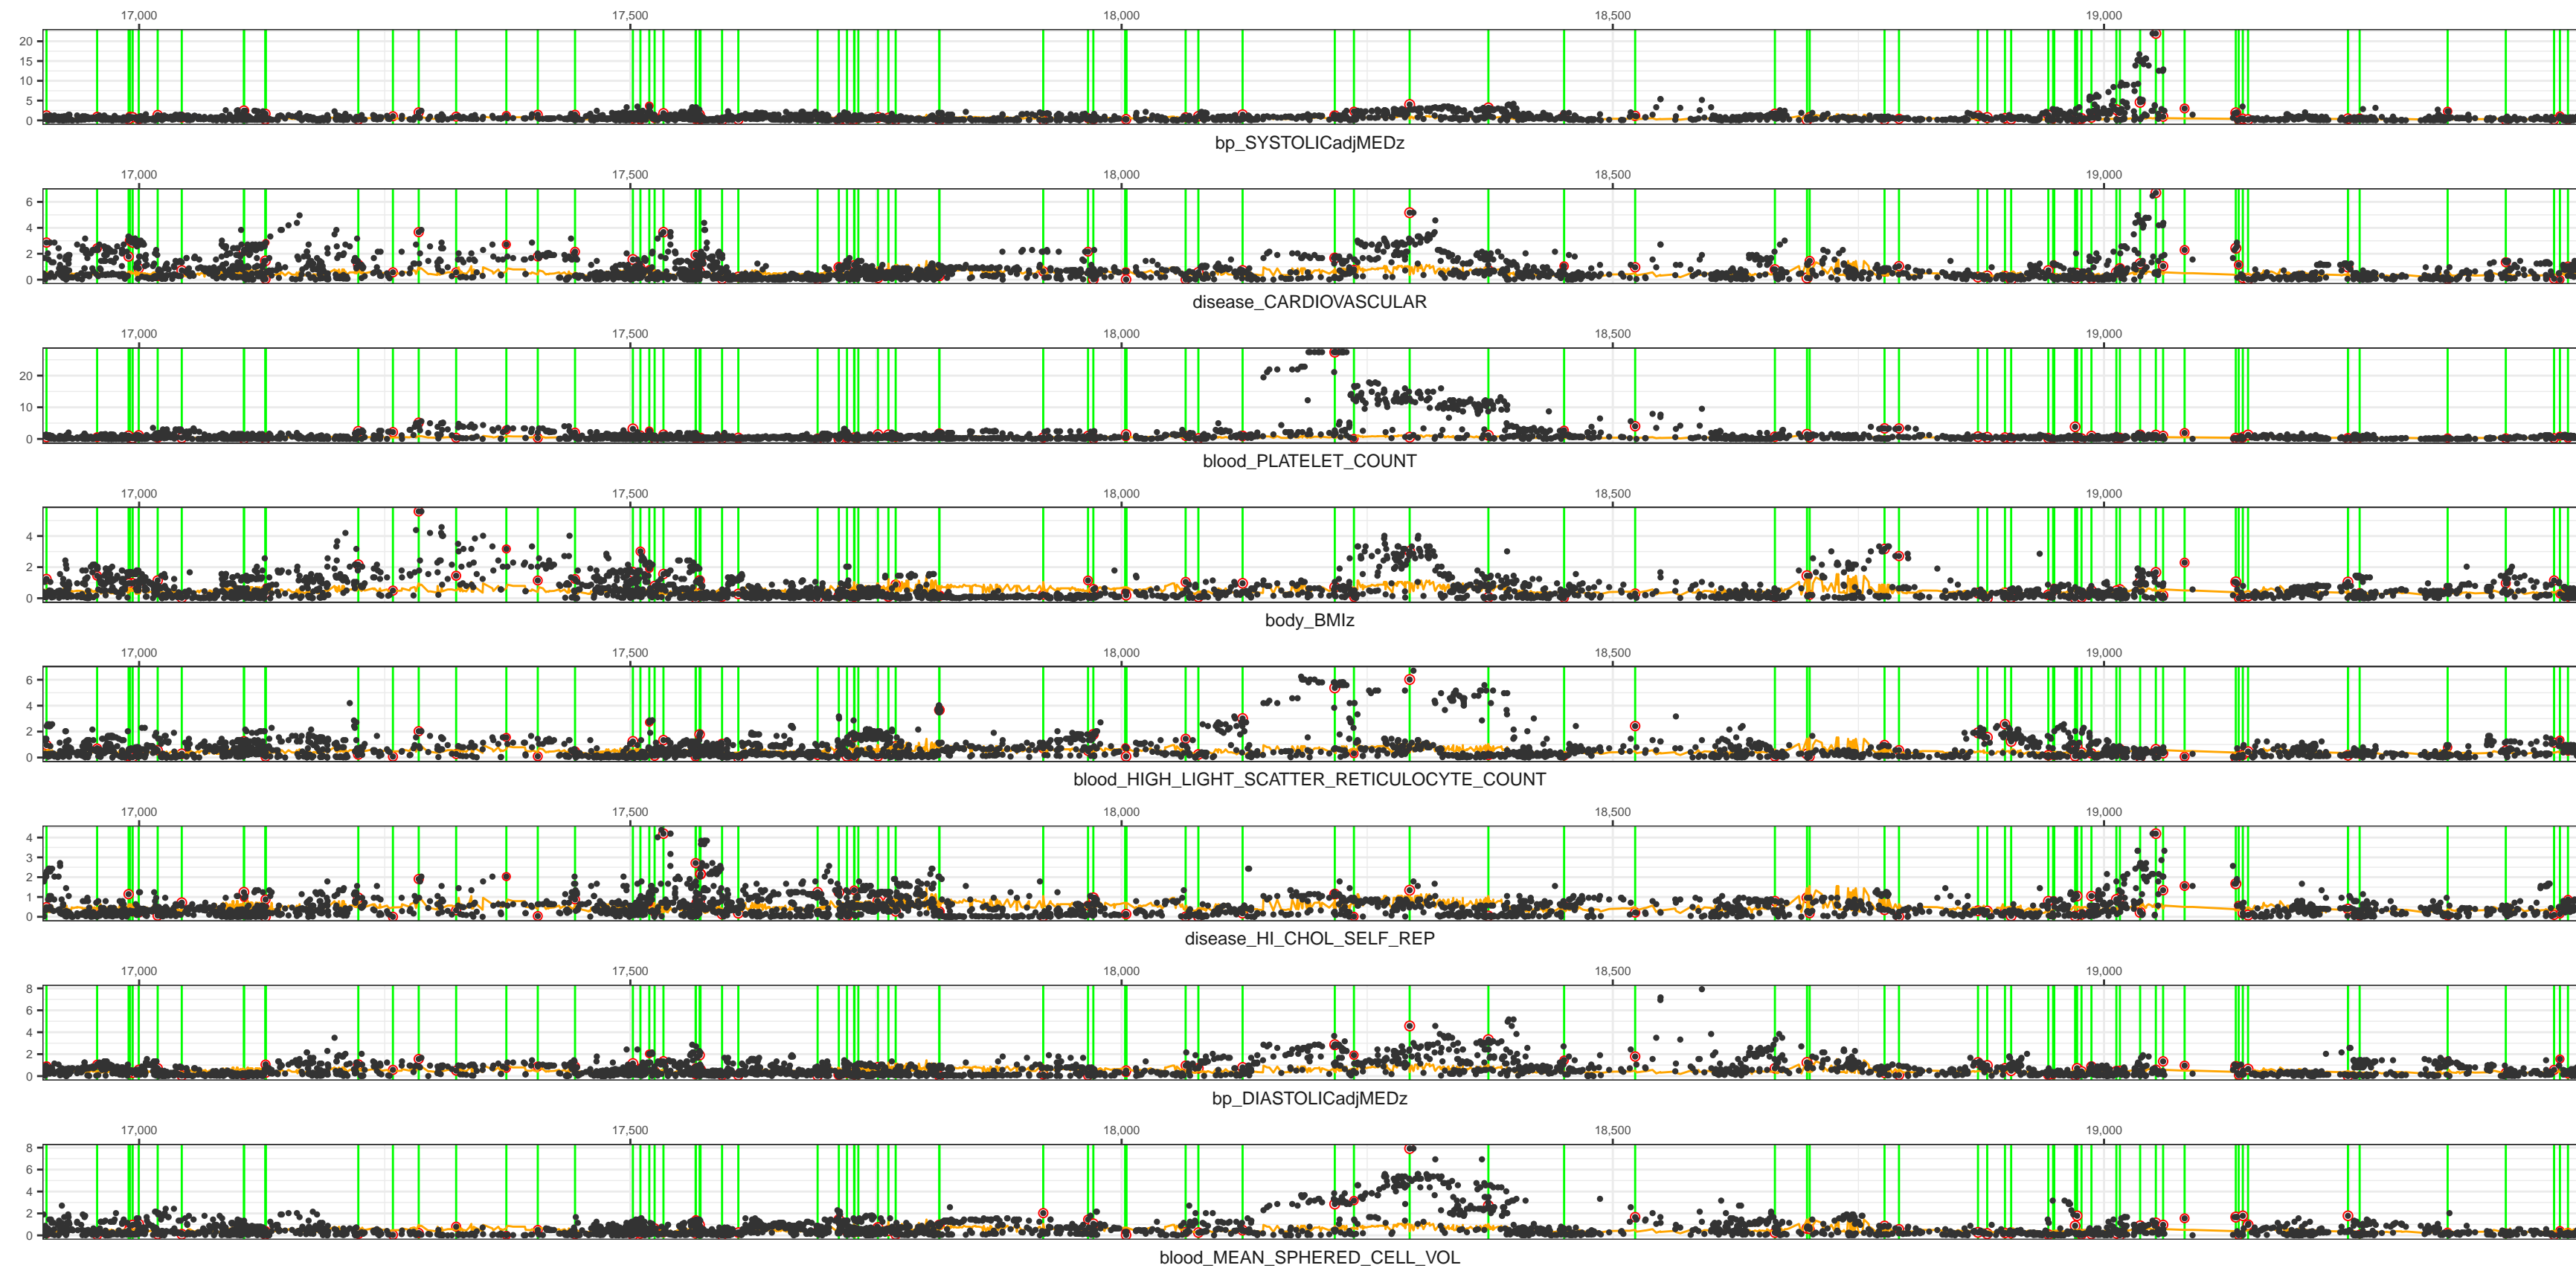 17,000 17,500 18,000 18,500 19,000
20
15
10
5
0
bp_SYSTOLICadjMEDz
17,000 17,500 18,000 18,500 19,000
6
4
2
0
disease_CARDIOVASCULAR
17,000 17,500 18,000 18,500 19,000
20
10
0
blood_PLATELET_COUNT
17,000 17,500 18,000 18,500 19,000
4
2
0
body_BMIz
17,000 17,500 18,000 18,500 19,000
6
4
2
0
blood_HIGH_LIGHT_SCATTER_RETICULOCYTE_COUNT
17,000 17,500 18,000 18,500 19,000
4
3
2
1
0
disease_HI_CHOL_SELF_REP
17,000 17,500 18,000 18,500 19,000
8
6
4
2
0
bp_DIASTOLICadjMEDz
17,000 17,500 18,000 18,500 19,000
8
6
4
2
0
blood_MEAN_SPHERED_CELL_VOL